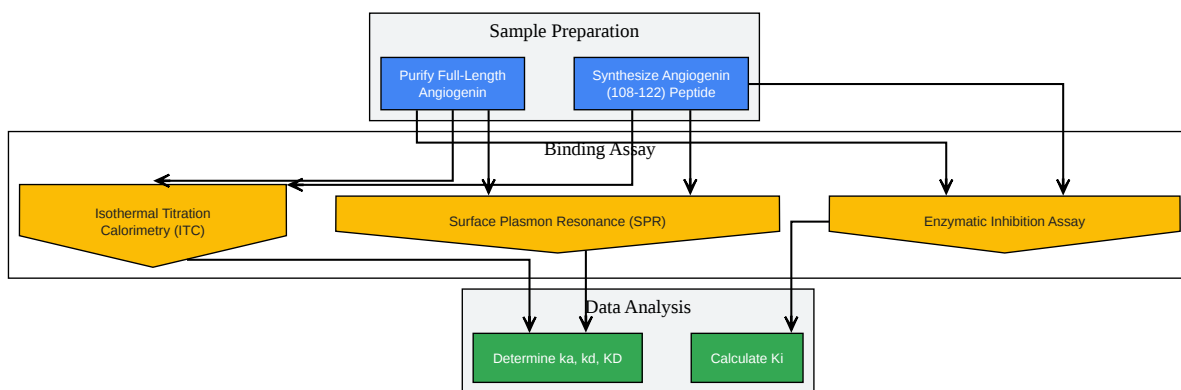 Sample Preparation
Purify Full-Length
Angiogenin
Synthesize Angiogenin
(108-122) Peptide
Binding Assay
Isothermal Titration
Calorimetry (ITC)
Surface Plasmon Resonance (SPR)
Enzymatic Inhibition Assay
Data Analysis
Determine ka, kd, KD
Calculate Ki